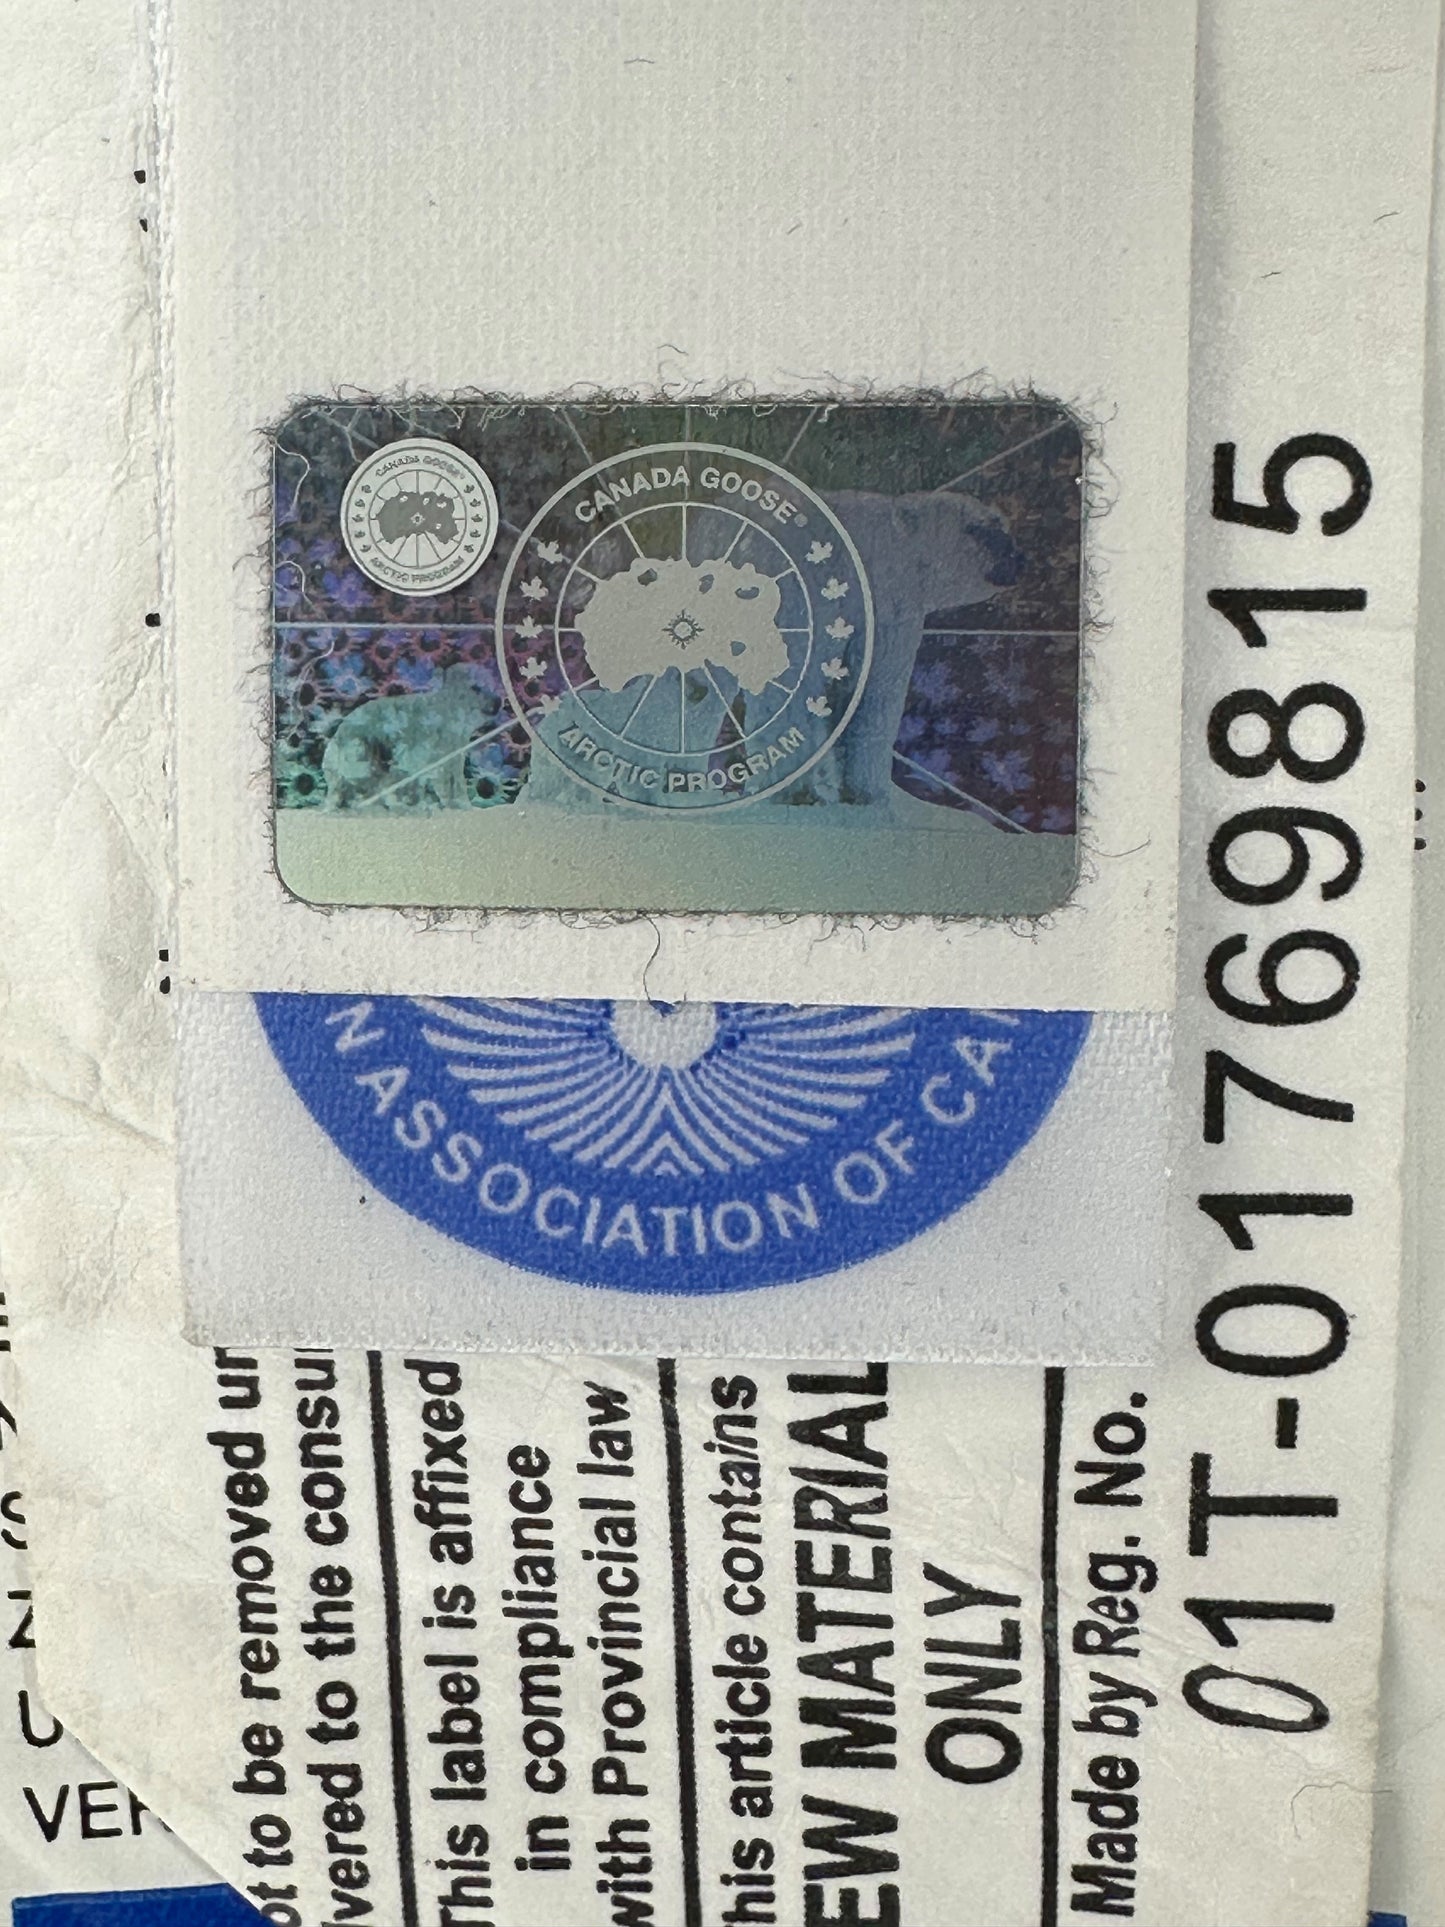 CANADA GOOSE®
ARCTIC PROGRAM
CANADA GOOSE®
ARCTIC PROGRAM
N ASSOCIATION OF CA
ot to be removed un
vered to the consu
This label is affixed
in compliance
with Provincial law
This article contains
EW MATERIAL
ONLY
Made by Reg. No.
01T-01769815
U
VER